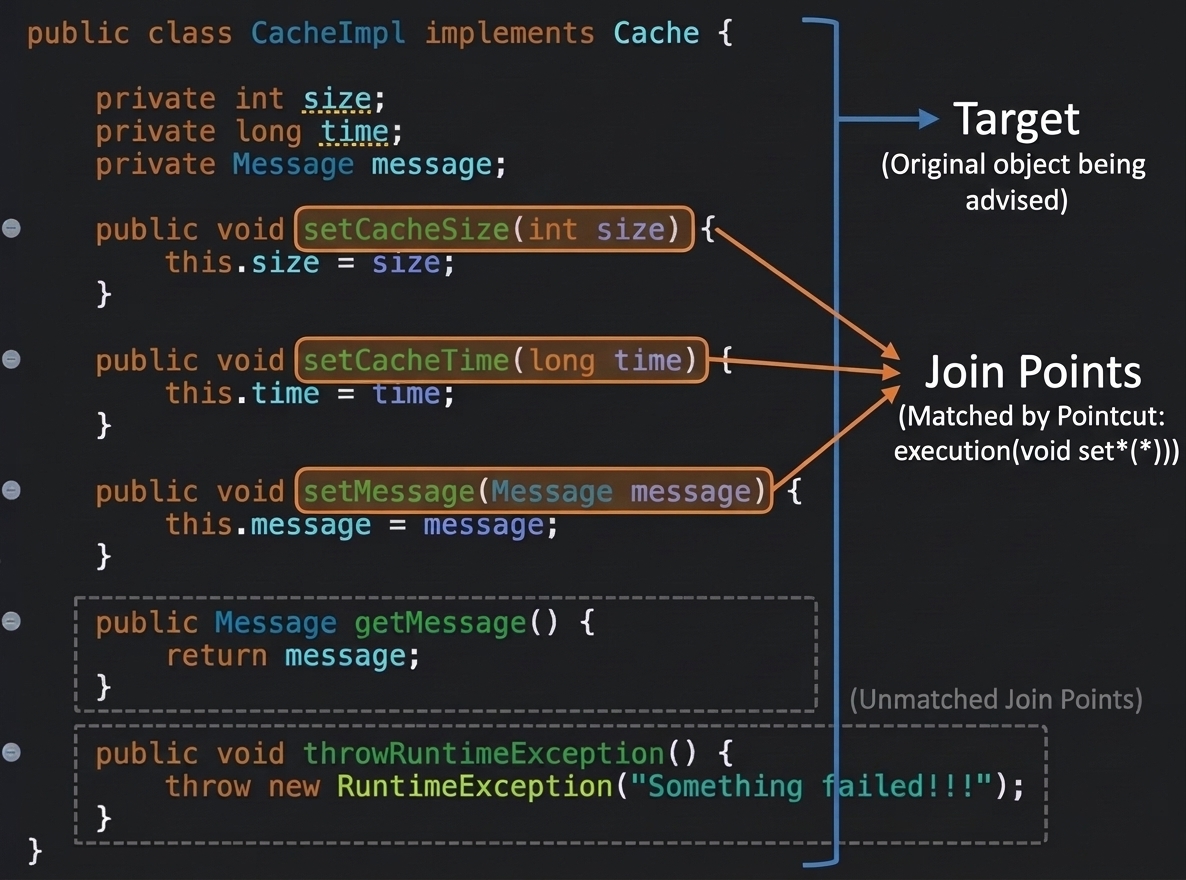 public class CacheImpl implements Cache {
private int size;
private long time;
private Message message;
public void setCacheSize(int size) {
this.size = size;
}
public void setCacheTime(long time) {
this.time = time;
}
public void setMessage(Message message) {
this.message = message;
}
public Message getMessage() {
return message;
}
public void throwRuntimeException() {
throw new RuntimeException("Something failed!!!");
}
}
Target
(Original object being
advised)
Join Points
(Matched by Pointcut:
execution(void set*(*)))
(Unmatched Join Points)